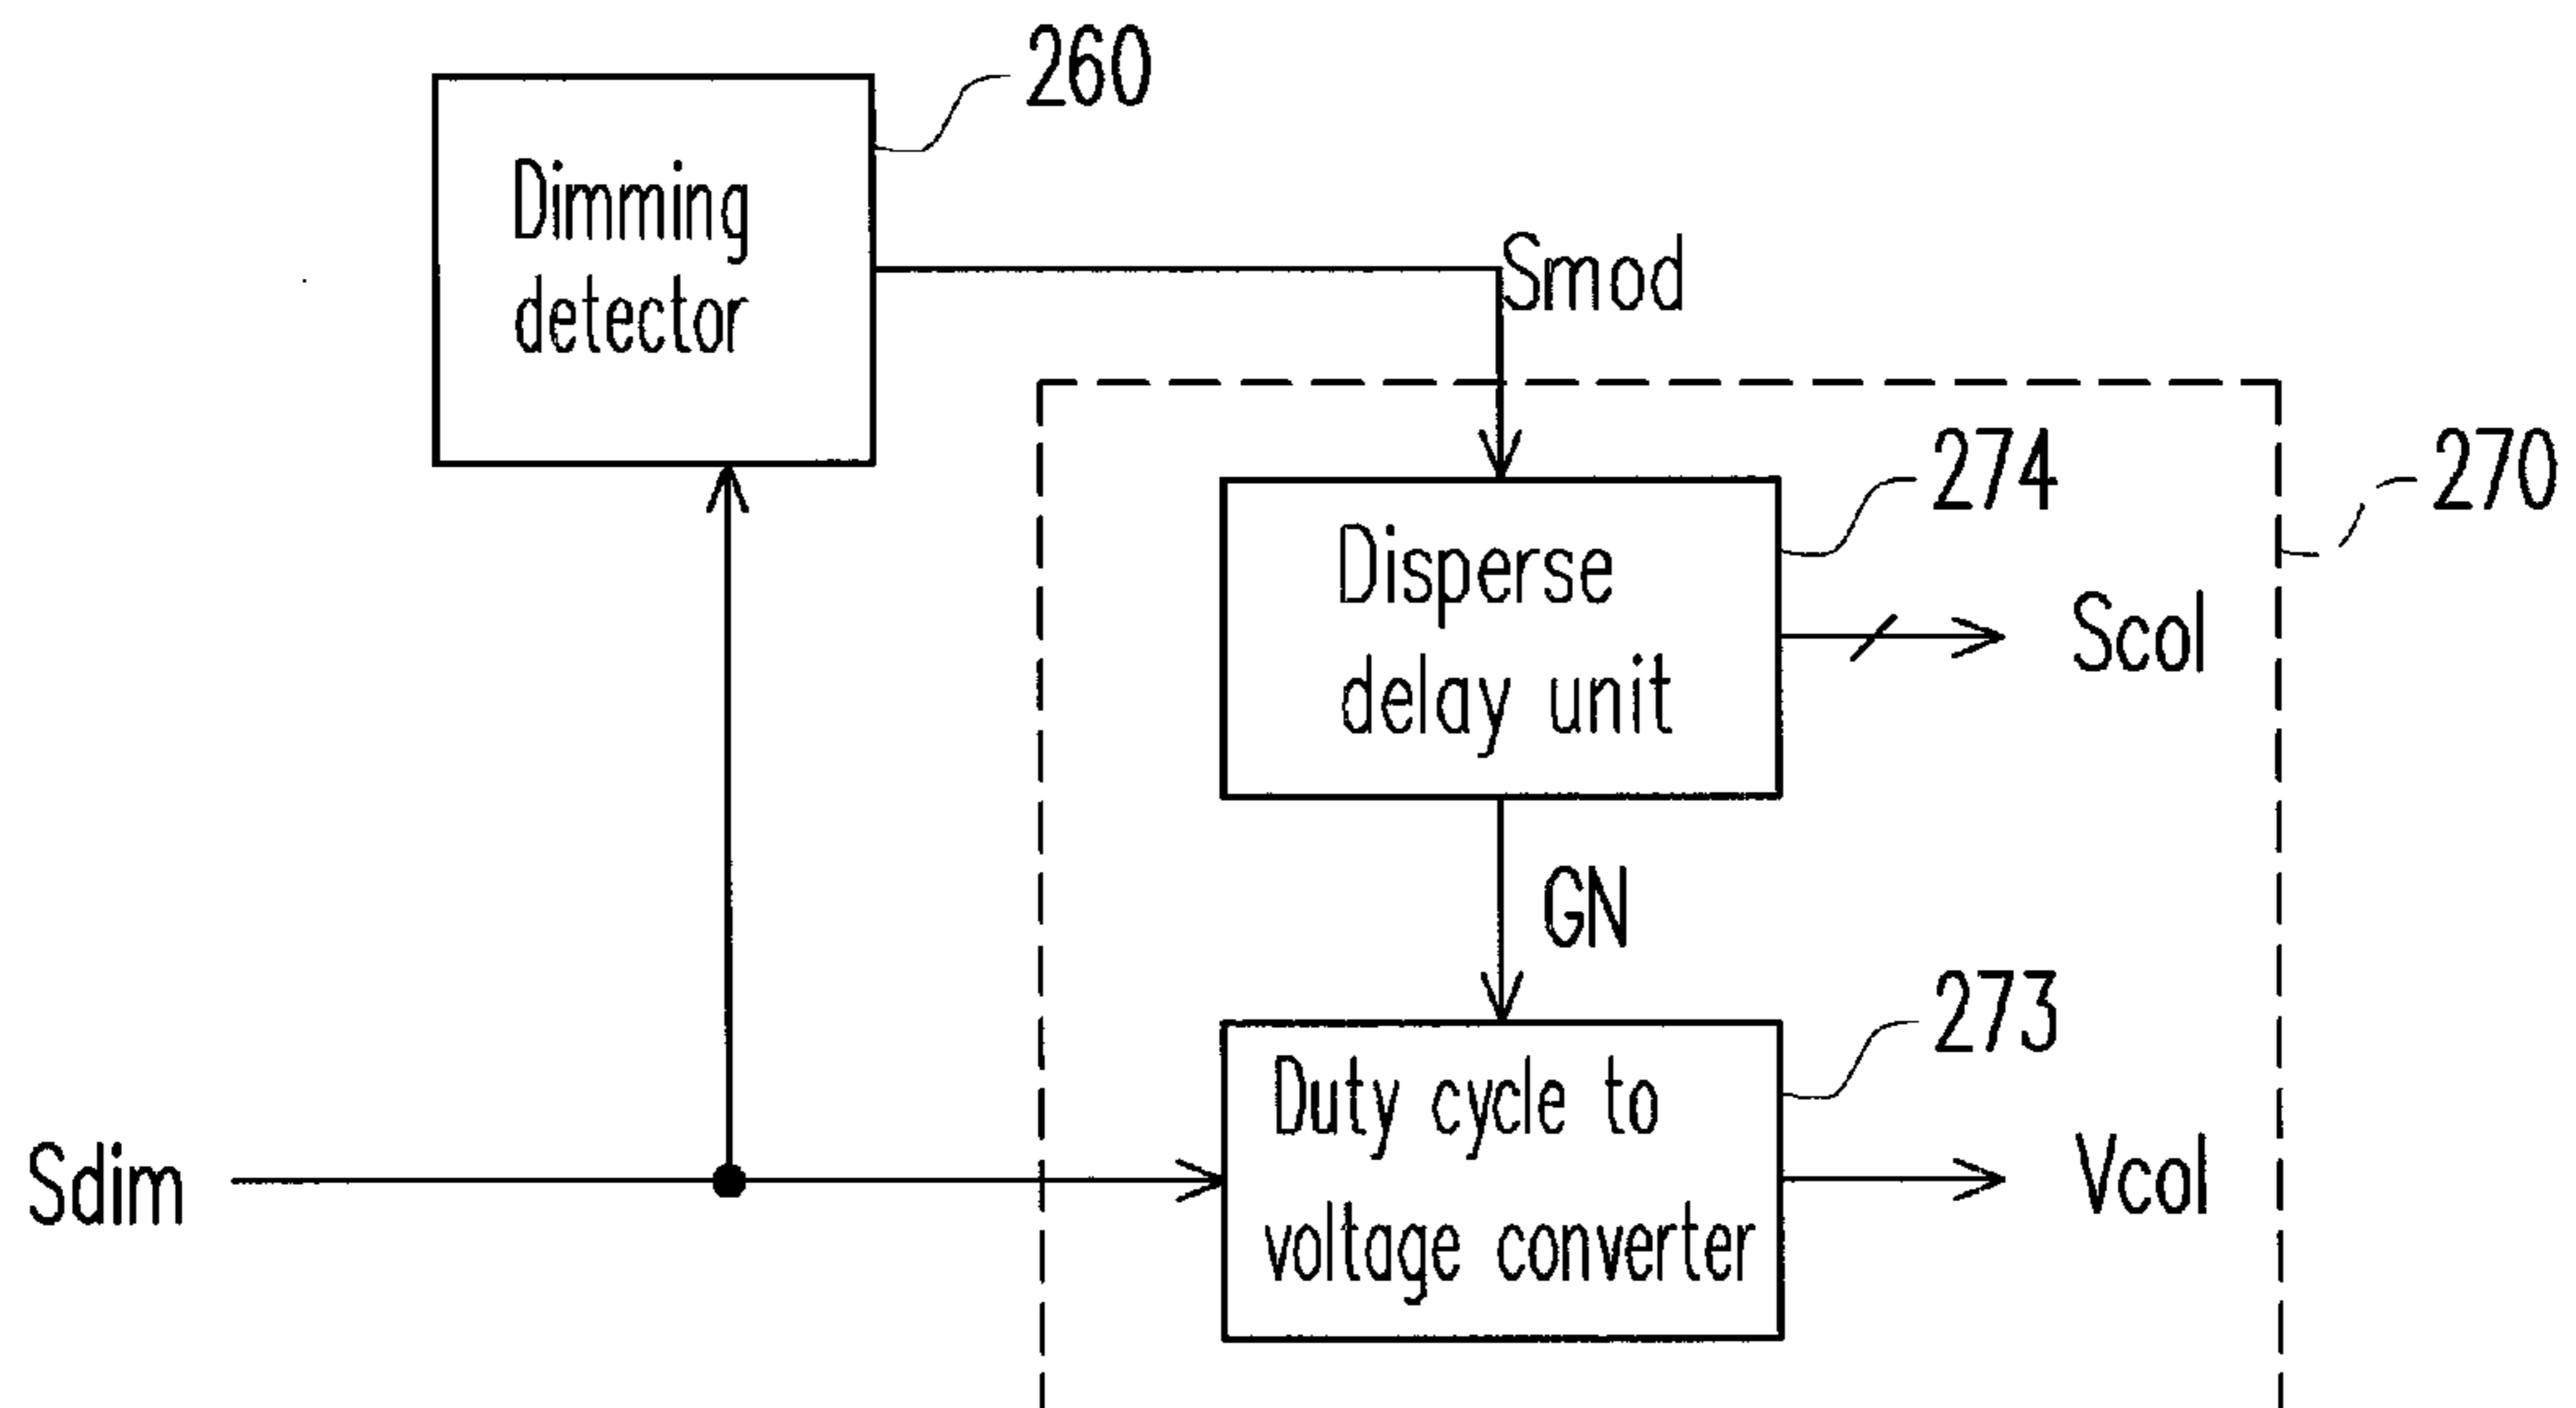 260
Dimming
detector
Smod
274
270
Disperse
delay unit
Scol
GN
273
Duty cycle to
voltage converter
Sdim
Vcol